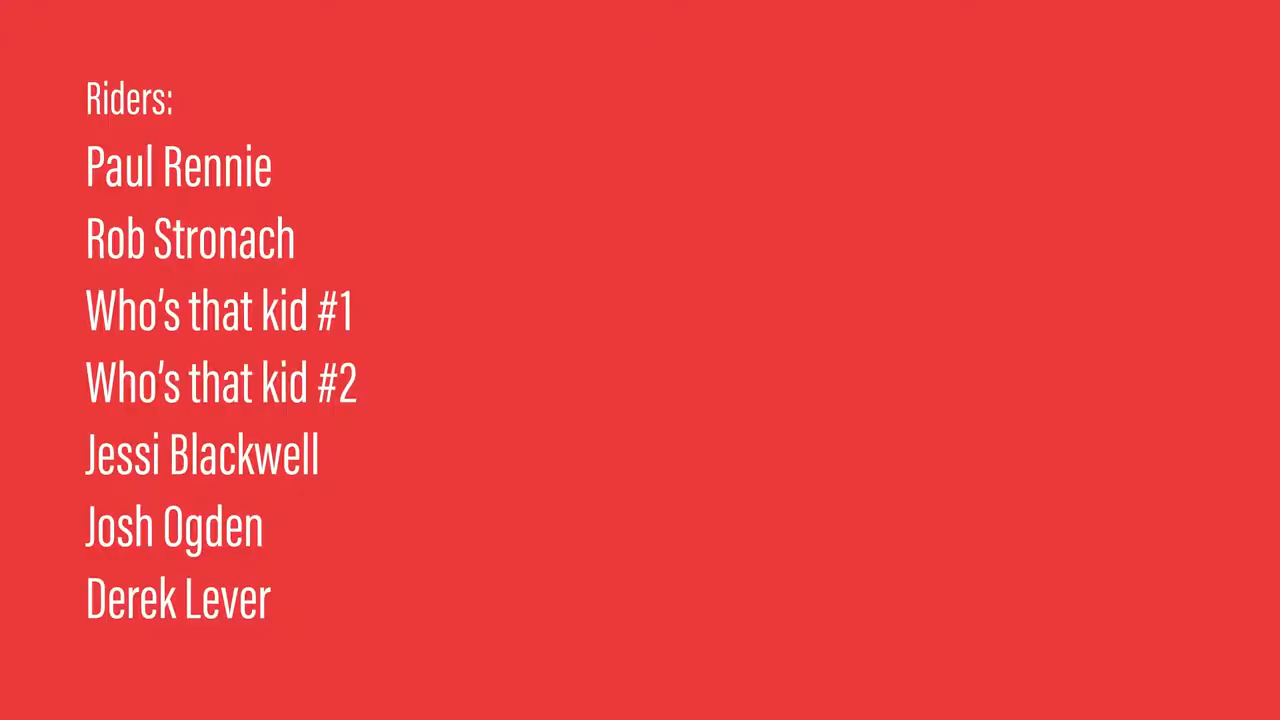 Riders:
Paul Rennie
Rob Stronach
Who's that kid #1
Who's that kid #2
Jessi Blackwell
Josh Ogden
Derek Lever